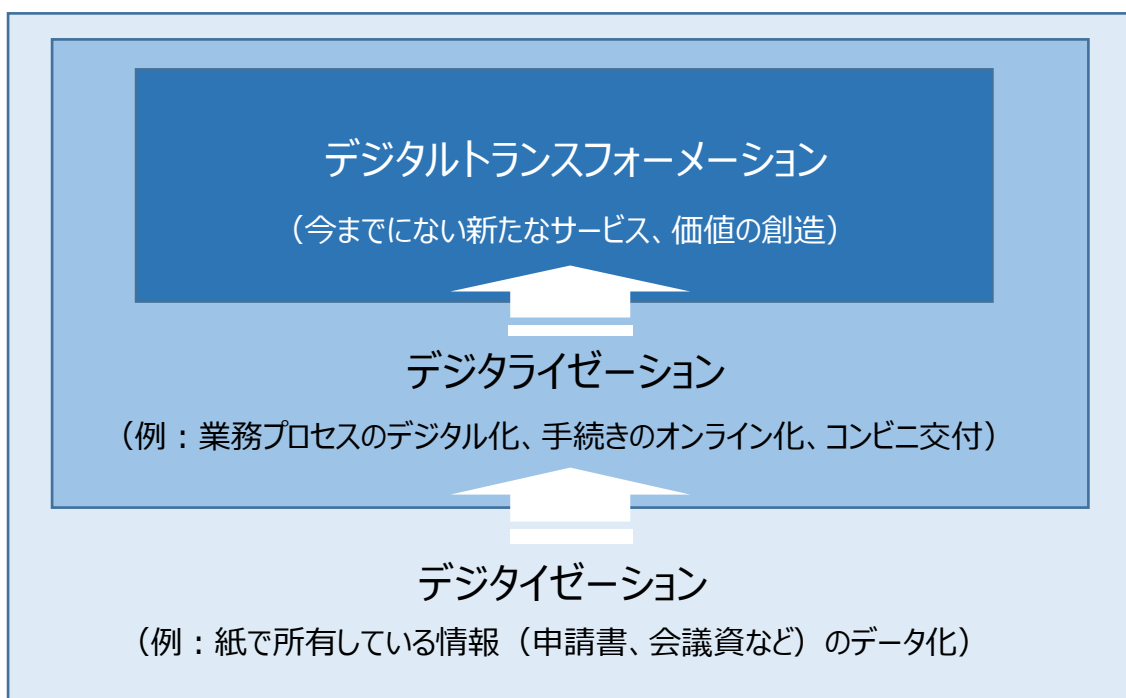 デジタルトランスフォーメーション
（今までにない新たなサービス、価値の創造）
デジタライゼーション
（例：業務プロセスのデジタル化、手続きのオンライン化、コンビニ交付）
デジタイゼーション
（例：紙で所有している情報（申請書、会議資など）のデータ化）